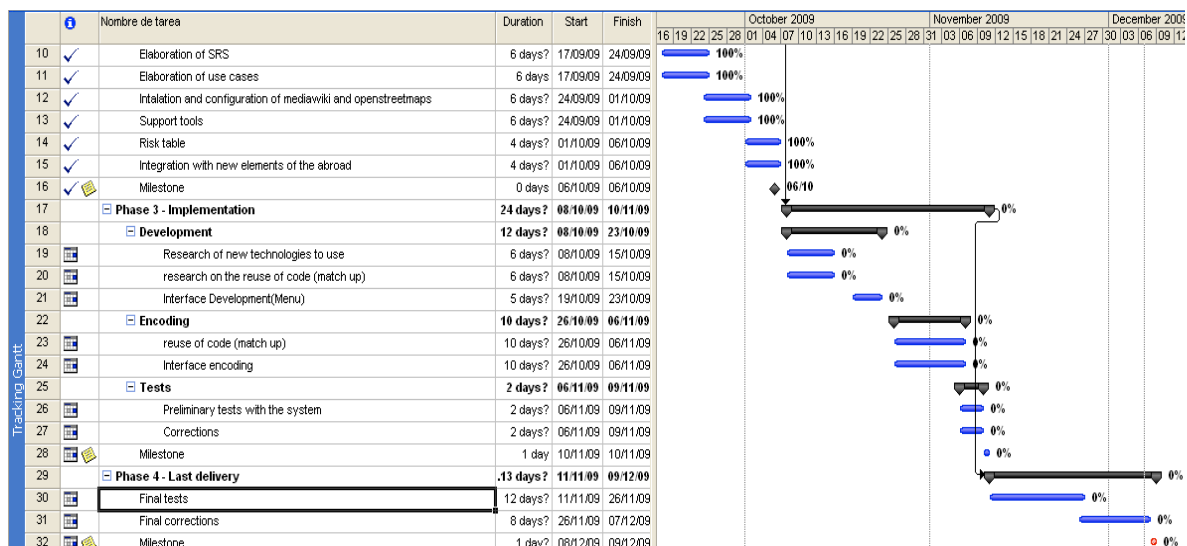 Nombre de tarea Duration Start Finish October 2009 November 2009 December 2009
16 19 22 25 28 01 04 07 10 13 16 19 22 25 28 31 03 06 09 12 15 18 21 24 27 30 03 06 09 12
10 Elaboration of SRS 6 days? 17/09/09 24/09/09 100%
11 Elaboration of use cases 6 days 17/09/09 24/09/09 100%
12 Intalation and configuration of mediawiki and openstreetmaps 6 days? 24/09/09 01/10/09 100%
13 Support tools 6 days? 24/09/09 01/10/09 100%
14 Risk table 4 days? 01/10/09 06/10/09 100%
15 Integration with new elements of the abroad 4 days? 01/10/09 06/10/09 100%
16 Milestone 0 days 06/10/09 06/10/09 06/10
17 Phase 3 - Implementation 24 days? 08/10/09 10/11/09 0%
18 Development 12 days? 08/10/09 23/10/09 0%
19 Research of new technologies to use 6 days? 08/10/09 15/10/09 0%
20 research on the reuse of code (match up) 6 days? 08/10/09 15/10/09 0%
21 Interface Development(Menu) 5 days? 19/10/09 23/10/09 0%
22 Encoding 10 days? 26/10/09 06/11/09 0%
23 reuse of code (match up) 10 days? 26/10/09 06/11/09 0%
24 Interface encoding 10 days? 26/10/09 06/11/09 0%
25 Tests 2 days? 06/11/09 09/11/09 0%
26 Preliminary tests with the system 2 days? 06/11/09 09/11/09 0%
27 Corrections 2 days? 06/11/09 09/11/09 0%
28 Milestone 1 day 10/11/09 10/11/09 0%
29 Phase 4 - Last delivery .13 days? 11/11/09 09/12/09 0%
30 Final tests 12 days? 11/11/09 26/11/09 0%
31 Final corrections 8 days? 26/11/09 07/12/09 0%
32 Milestone 1 day? 08/12/09 09/12/09 0%
Tracking Gantt